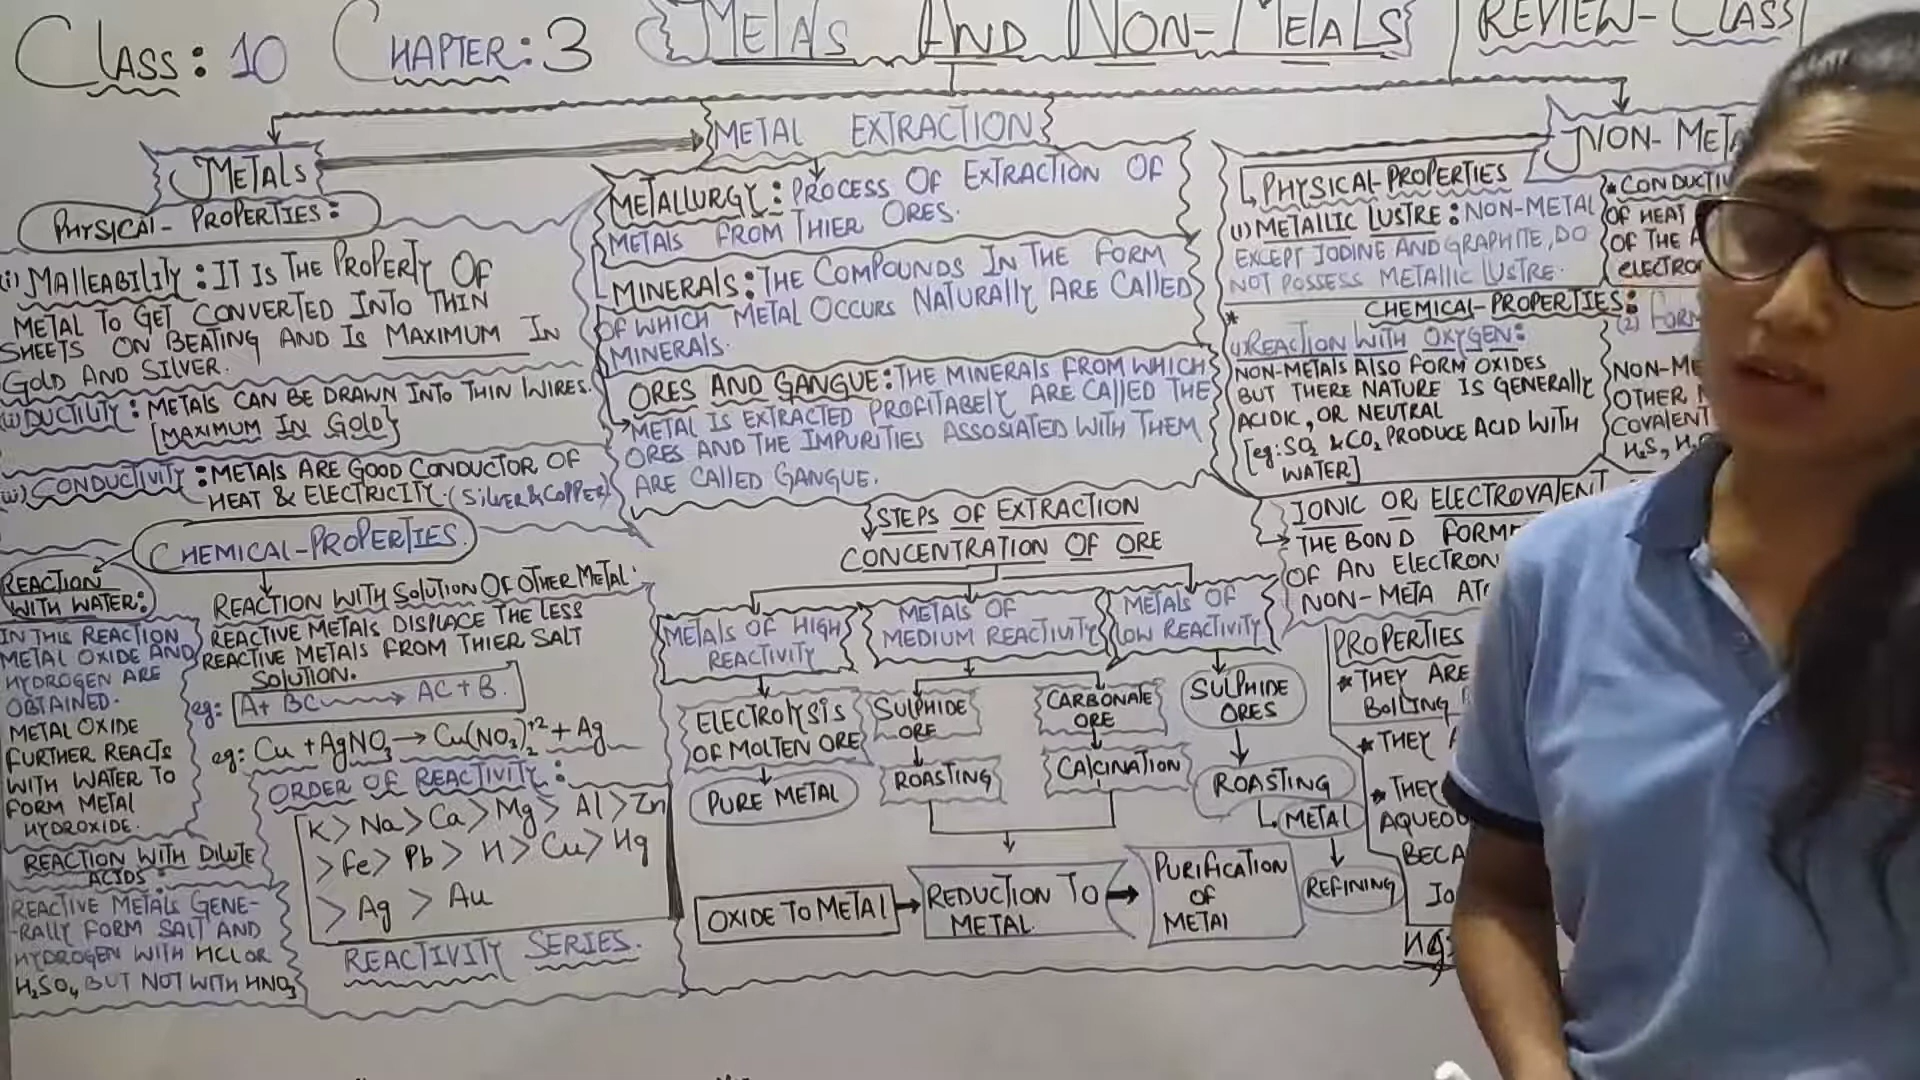 CLASS: 10 CHAPTER: 3 METALS AND NON-METALS REVIEW-CLASS
METALS
PHYSICAL-PROPERTIES:
(i) MALLEABILITY: IT IS THE PROPERTY OF
METAL TO GET CONVERTED INTO THIN
SHEETS ON BEATING AND IS MAXIMUM IN
GOLD AND SILVER.
(ii) DUCTILITY: METALS CAN BE DRAWN INTO THIN WIRES.
[MAXIMUM IN GOLD}
(iii) CONDUCTIVITY: METALS ARE GOOD CONDUCTOR OF
HEAT & ELECTRICITY. (SILVER & COPPER)
CHEMICAL-PROPERTIES.
REACTION
WITH WATER:
IN THIS REACTION
METAL OXIDE AND
HYDROGEN ARE
OBTAINED.
METAL OXIDE
FURTHER REACTS
WITH WATER TO
FORM METAL
HYDROXIDE.
REACTION WITH DILUTE
ACIDS:
REACTIVE METALS GENE-
-RALLY FORM SALT AND
HYDROGEN WITH HCL OR
H₂SO₄ BUT NOT WITH HNO₃
REACTION WITH SOLUTION OF OTHER METAL:
REACTIVE METALS DISPLACE THE LESS
REACTIVE METALS FROM THIER SALT
SOLUTION.
eg: A+ BC → AC + B.
eg: Cu + AgNO₃ → Cu(NO₃)₂⁺² + Ag
ORDER OF REACTIVITY:
K > Na > Ca > Mg > Al > Zn
> Fe > Pb > H > Cu > Hg
> Ag > Au
REACTIVITY SERIES.
METAL EXTRACTION
METALLURGY: PROCESS OF EXTRACTION OF
METALS FROM THIER ORES.
MINERALS: THE COMPOUNDS IN THE FORM
OF WHICH METAL OCCURS NATURALLY ARE CALLED
MINERALS.
ORES AND GANGUE: THE MINERALS FROM WHICH
METAL IS EXTRACTED PROFITABELY ARE CALLED THE
ORES AND THE IMPURITIES ASSOSIATED WITH THEM
ARE CALLED GANGUE.
STEPS OF EXTRACTION
CONCENTRATION OF ORE
METALS OF HIGH
REACTIVITY
METALS OF
MEDIUM REACTIVITY
METALS OF
LOW REACTIVITY
ELECTROLYSIS
OF MOLTEN ORE
PURE METAL
SULPHIDE
ORE
ROASTING
CARBONATE
ORE
CALCINATION
SULPHIDE
ORES
ROASTING
METAL
REFINING
OXIDE TO METAL → REDUCTION TO
METAL. → PURIFICATION
OF
METAL
NON-META
PHYSICAL-PROPERTIES
(1) METALLIC LUSTRE: NON-METAL
EXCEPT IODINE AND GRAPHITE, DO
NOT POSSESS METALLIC LUSTRE.
* CONDUCTIV
OF HEAT
OF THE
ELECTRO
CHEMICAL-PROPERTIES:
* 1) REACTION WITH OXYGEN:
NON-METALS ALSO FORM OXIDES
BUT THERE NATURE IS GENERALLY
ACIDIC, OR NEUTRAL
[eg: SO₂ & CO₂ PRODUCE ACID WITH
WATER]
(2) FORM
NON-ME
OTHER
COVALENT
H₂S, H
IONIC OR ELECTROVALENT
THE BOND FORME
OF AN ELECTRON
NON-META ATO
PROPERTIES
* THEY ARE
BOILING
* THEY
* THEY
AQUEOU
BECA
Io